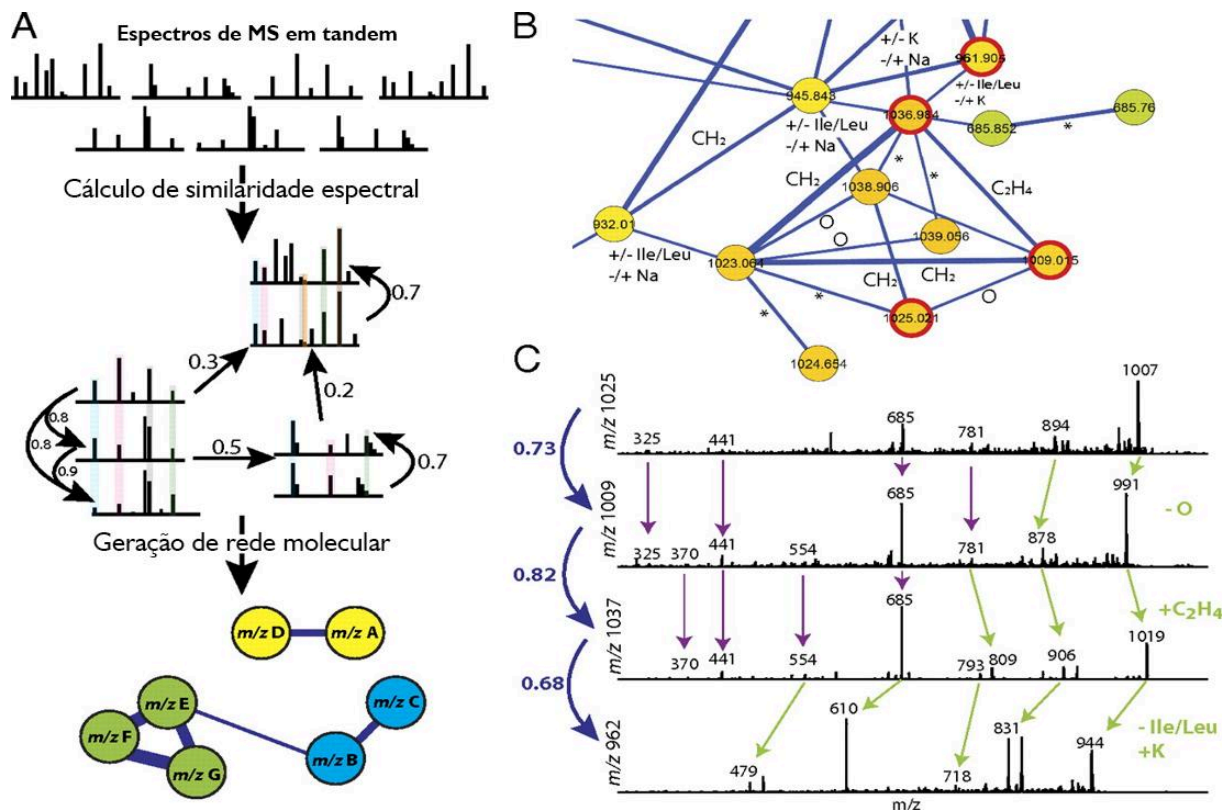 A
Espectros de MS em tandem
Cálculo de similaridade espectral
0.7
0.3
0.2
0.8
0.8
0.9
0.5
0.7
Geração de rede molecular
m/z D
m/z A
m/z E
m/z C
m/z F
m/z B
m/z G
B
+/- K
-/+ Na
961.905
945.843
+/- Ile/Leu
-/+ K
1036.984
685.76
685.852
*
CH₂
+/- Ile/Leu
-/+ Na
*
CH₂
*
C₂H₄
1038.906
932.01
O
1039.056
O
+/- Ile/Leu
-/+ Na
1023.064
1009.015
CH₂
CH₂
*
O
1025.021
*
1024.654
C
m/z 1025
1007
325
441
685
781
894
0.73
m/z 1009
685
991
- O
325
370
441
554
781
878
0.82
m/z 1037
685
+C₂H₄
1019
370
441
554
793
809
906
0.68
m/z 962
610
831
- Ile/Leu
+K
944
479
718
m/z